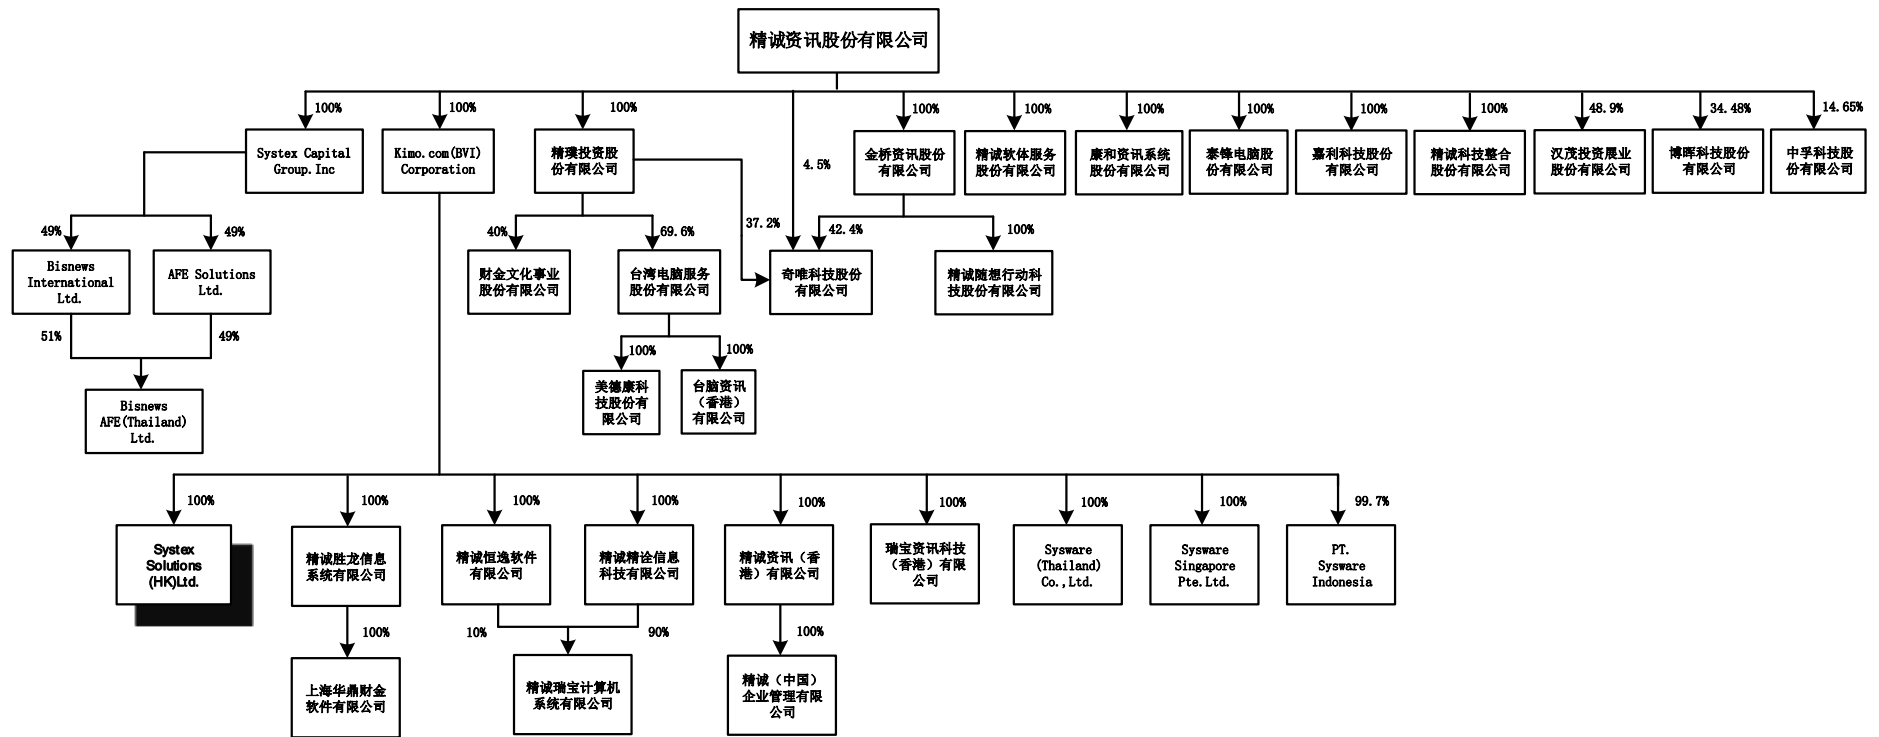 精诚资讯股份有限公司
100%
100%
100%
100%
100%
100%
100%
100%
100%
48.9%
34.48%
14.65%
Systex Capital
Group.Inc
Kimo.com(BVI)
Corporation
精璞投资股
份有限公司
4.5%
金桥资讯股份
有限公司
精诚软体服务
股份有限公司
康和资讯系统
股份有限公司
泰锋电脑股
份有限公司
嘉利科技股份
有限公司
精诚科技整合
股份有限公司
汉茂投资展业
股份有限公司
博晖科技股份
有限公司
中孚科技股
份有限公司
49%
49%
40%
69.6%
37.2%
42.4%
100%
Bisnews
International
Ltd.
AFE Solutions
Ltd.
财金文化事业
股份有限公司
台湾电脑服务
股份有限公司
奇唯科技股份
有限公司
精诚随想行动科
技股份有限公司
51%
49%
100%
100%
Bisnews
AFE(Thailand)
Ltd.
美德康科
技股份有
限公司
台脑资讯
（香港）
有限公司
100%
100%
100%
100%
100%
100%
100%
100%
99.7%
Systex
Solutions
(HK)Ltd.
精诚胜龙信息
系统有限公司
精诚恒逸软件
有限公司
精诚精诠信息
科技有限公司
精诚资讯（香
港）有限公司
瑞宝资讯科技
（香港）有限
公司
Sysware
(Thailand)
Co.,Ltd.
Sysware
Singapore
Pte.Ltd.
PT.
Sysware
Indonesia
100%
10%
90%
100%
上海华鼎财金
软件有限公司
精诚瑞宝计算机
系统有限公司
精诚（中国）
企业管理有限
公司